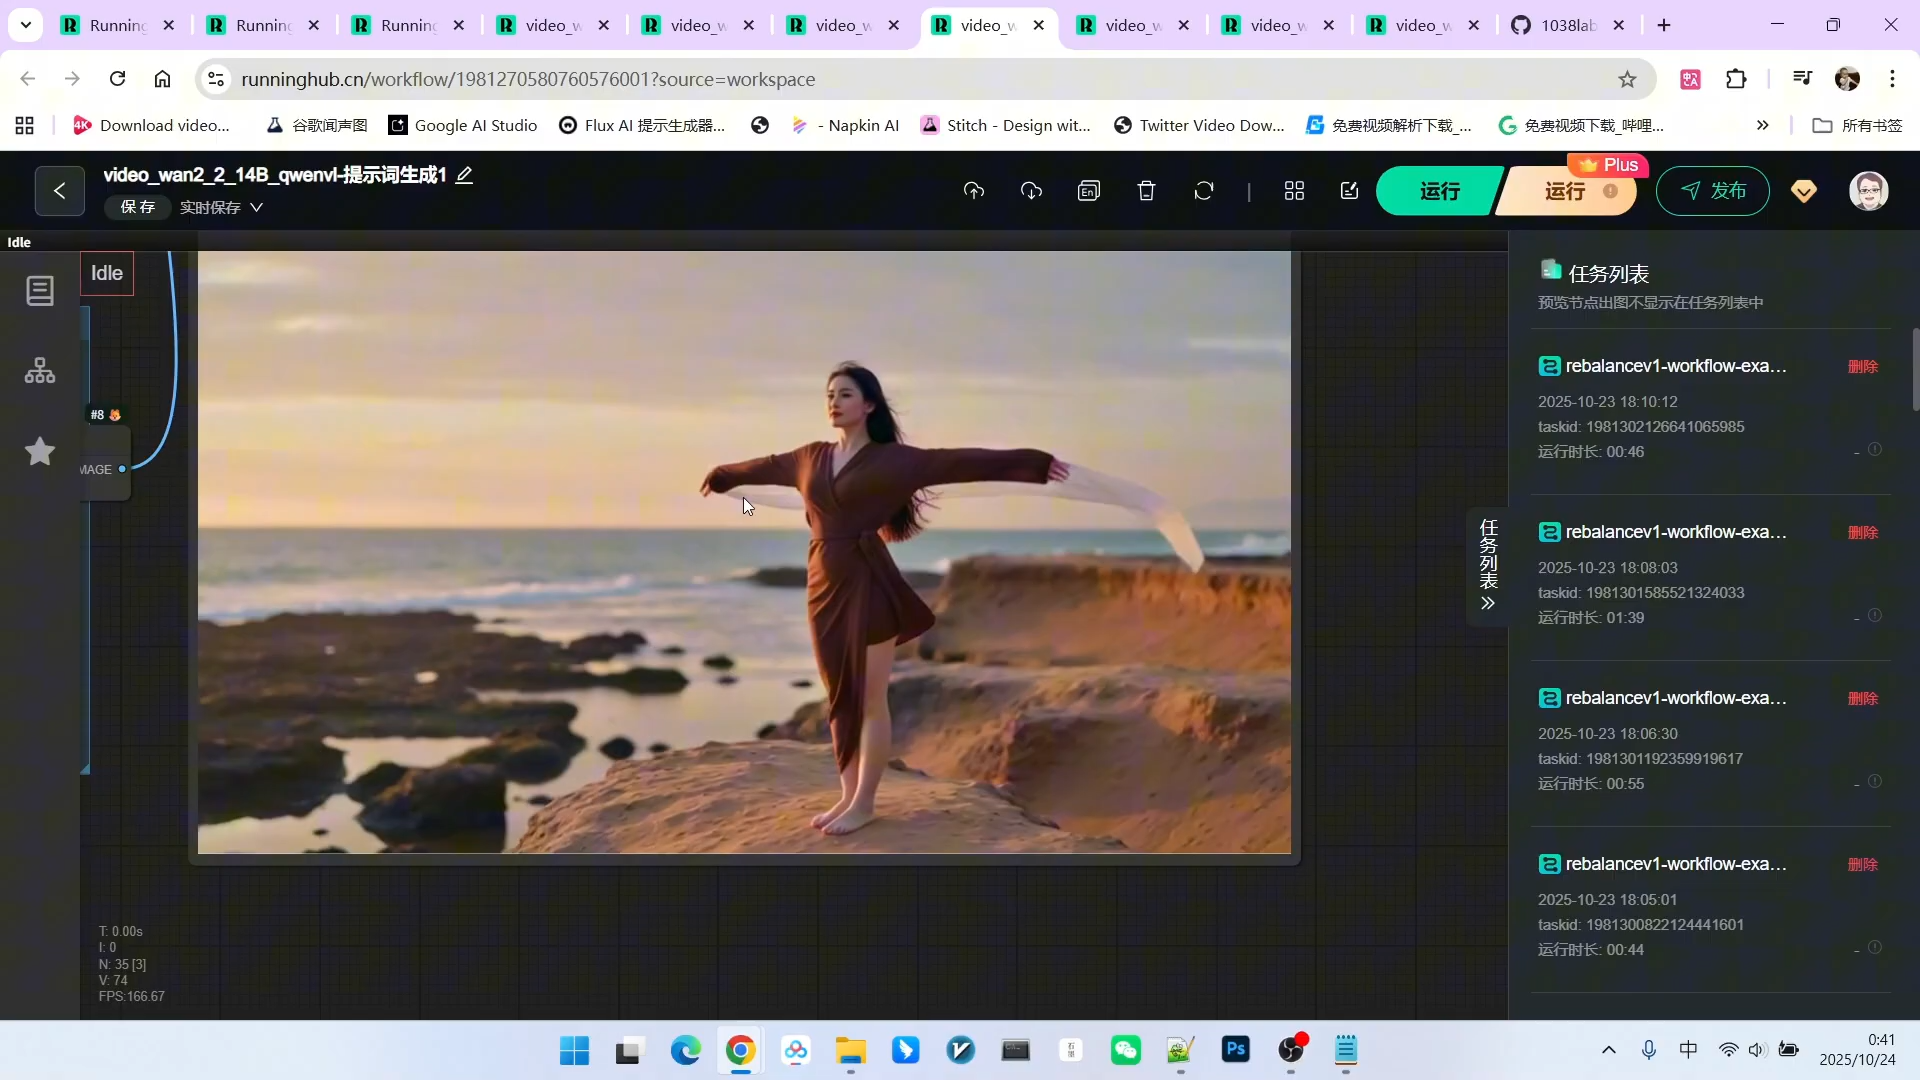 Running
Running
Running
video_w
video_w
video_w
video_w
video_w
video_w
video_w
1038lab
runninghub.cn/workflow/1981270580760576001?source=workspace
Download video...
谷歌闻声图
Google AI Studio
Flux AI 提示生成器...
- Napkin AI
Stitch - Design wit...
Twitter Video Dow...
免费视频解析下载_...
免费视频下载_哔哩...
所有书签
video_wan2_2_14B_qwenvl-提示词生成1
保存
实时保存
En
运行
运行
Plus
发布
Idle
Idle
#8
MAGE
T: 0.00s
I: 0
N: 35 [3]
V: 74
FPS:166.67
任务列表
任务列表
预览节点出图不显示在任务列表中
rebalancev1-workflow-exa...
删除
2025-10-23 18:10:12
taskid: 1981302126641065985
运行时长: 00:46
-
rebalancev1-workflow-exa...
删除
2025-10-23 18:08:03
taskid: 1981301585521324033
运行时长: 01:39
-
rebalancev1-workflow-exa...
删除
2025-10-23 18:06:30
taskid: 1981301192359919617
运行时长: 00:55
-
rebalancev1-workflow-exa...
删除
2025-10-23 18:05:01
taskid: 1981300822124441601
运行时长: 00:44
-
Ps
中
0:41
2025/10/24